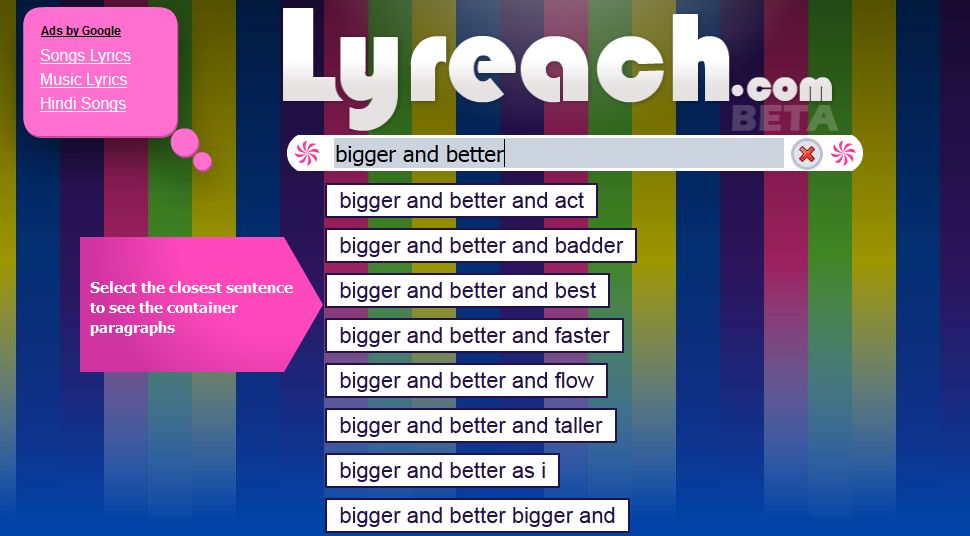 Ads by Google
Songs Lyrics
Music Lyrics
Hindi Songs
Lyreach.com
BETA
bigger and better
bigger and better and act
bigger and better and badder
bigger and better and best
bigger and better and faster
bigger and better and flow
bigger and better and taller
bigger and better as i
bigger and better bigger and
Select the closest sentence
to see the container
paragraphs